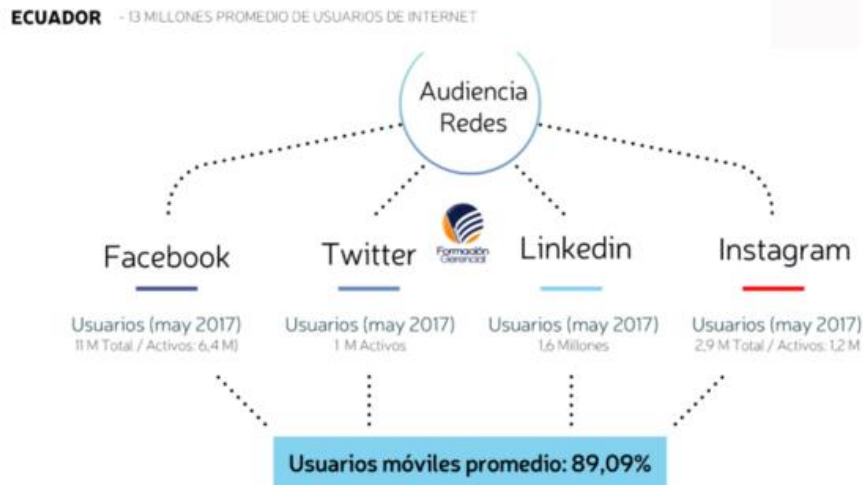 ECUADOR - 13 MILLONES PROMEDIO DE USUARIOS DE INTERNET
Audiencia
Redes
Facebook
Usuarios (may 2017)
11 M Total / Activos: 6,4 M)
Twitter
Usuarios (may 2017)
1 M Activos
Formación
Gerencial
Linkedin
Usuarios (may 2017)
1,6 Millones
Instagram
Usuarios (may 2017)
2,9 M Total / Activos: 1,2 M
Usuarios móviles promedio: 89,09%